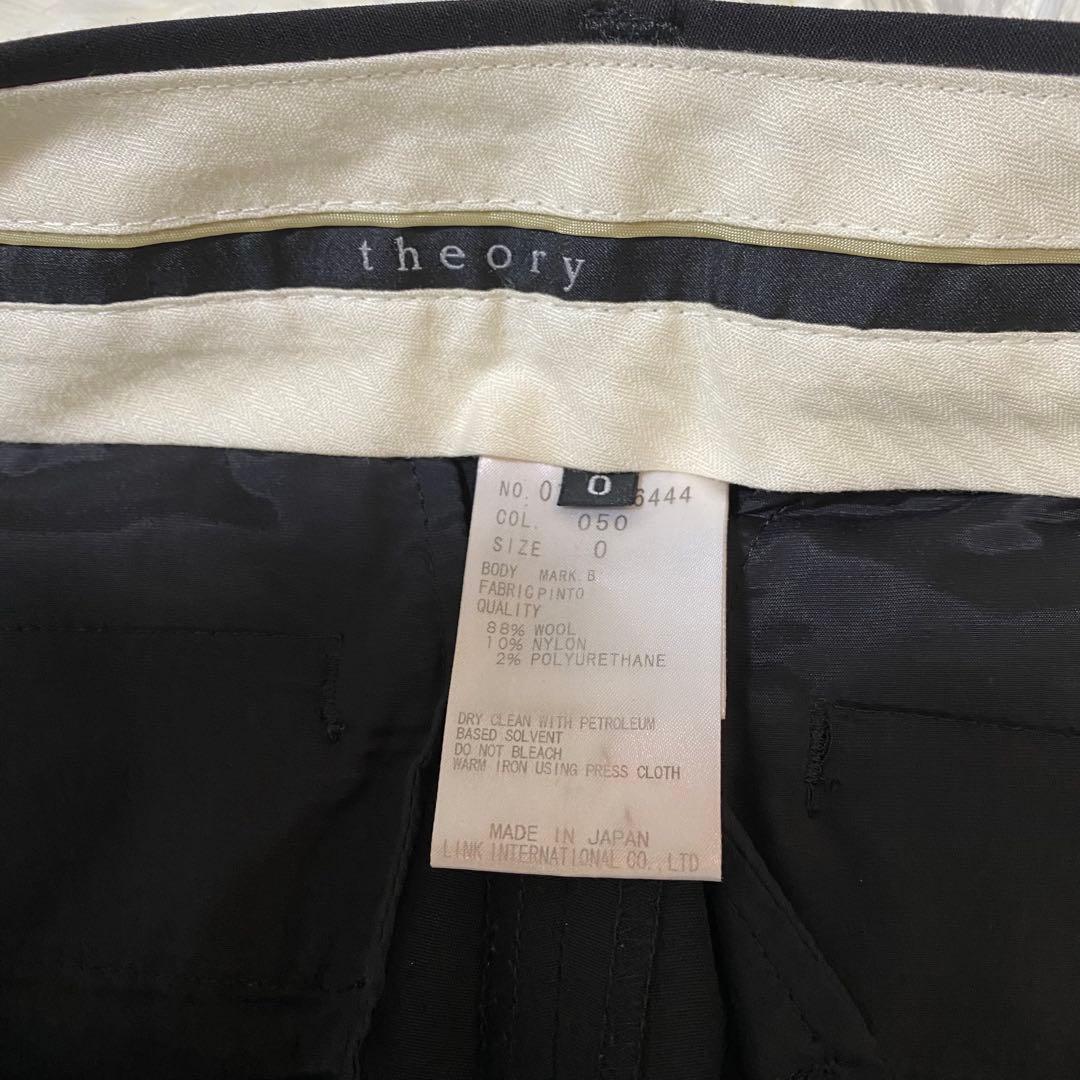 theory
0
NO. 0 6444
COL. 050
SIZE 0
BODY MARK.B
FABRIC PINTO
QUALITY
88% WOOL
10% NYLON
2% POLYURETHANE
DRY CLEAN WITH PETROLEUM
BASED SOLVENT
DO NOT BLEACH
WARM IRON USING PRESS CLOTH
MADE IN JAPAN
LINK INTERNATIONAL CO.,LTD